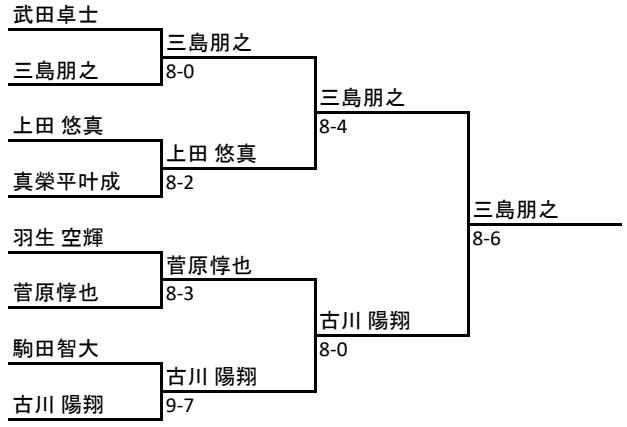 武田卓士
三島朋之
三島朋之
8-0
三島朋之
8-4
上田 悠真
上田 悠真
真榮平叶成
8-2
三島朋之
8-6
羽生 空輝
菅原惇也
菅原惇也
8-3
古川 陽翔
8-0
駒田智大
古川 陽翔
古川 陽翔
9-7